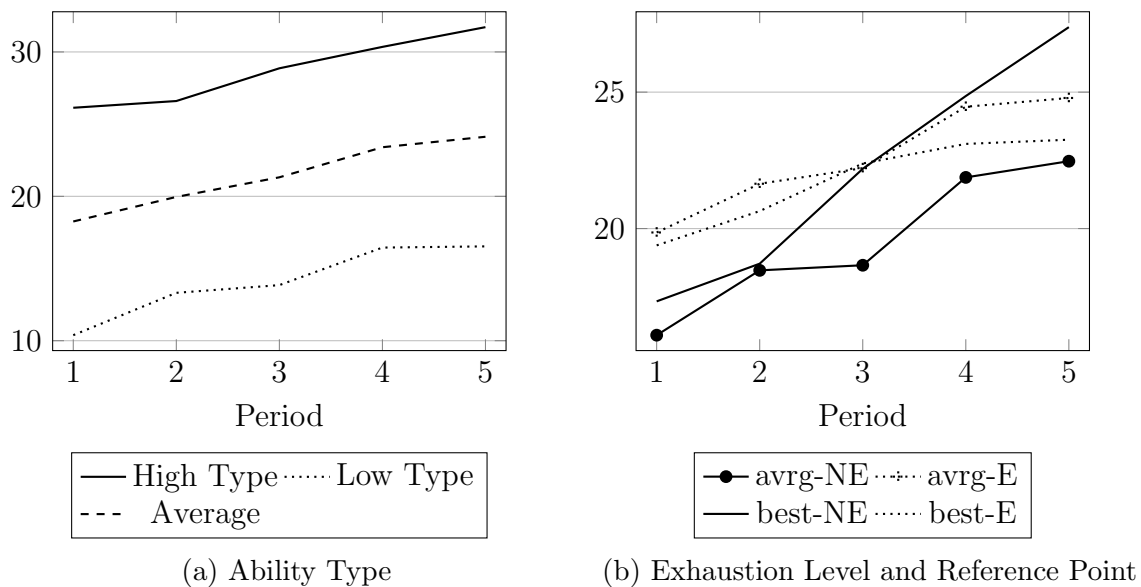 30
20
10
1 2 3 4 5
Period
High Type Low Type
Average
(a) Ability Type
25
20
1 2 3 4 5
Period
avrg-NE avrg-E
best-NE best-E
(b) Exhaustion Level and Reference Point